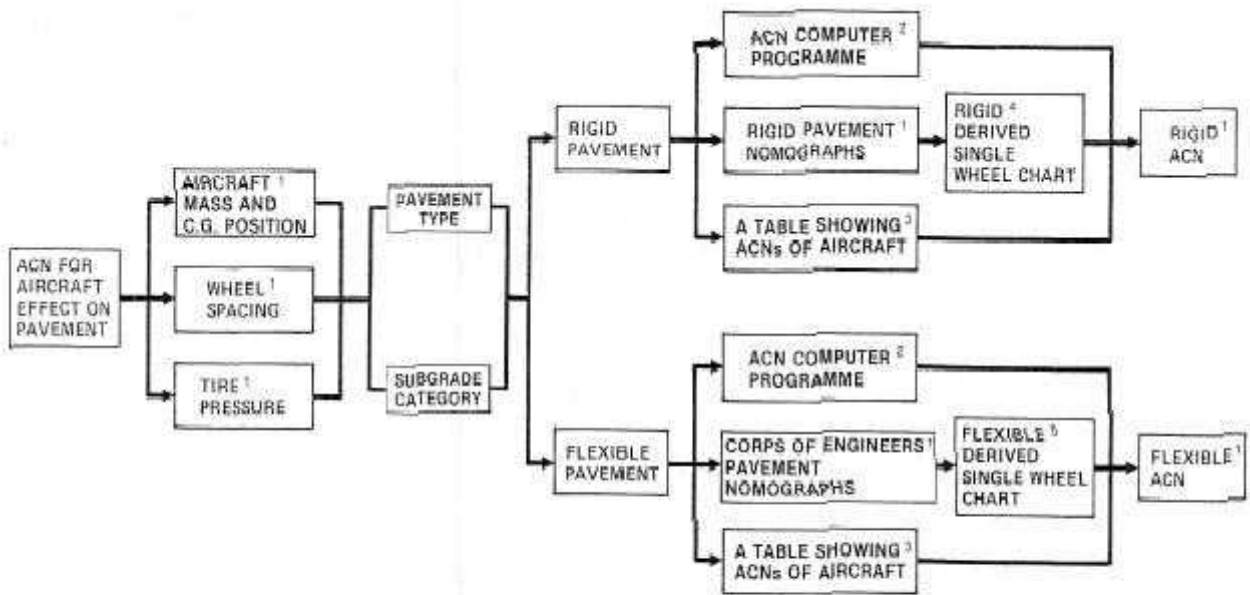 ACN FOR
AIRCRAFT
EFFECT ON
PAVEMENT
AIRCRAFT 1
MASS AND
C.G. POSITION
WHEEL 1
SPACING
TIRE 1
PRESSURE
PAVEMENT
TYPE
SUBGRADE
CATEGORY
RIGID
PAVEMENT
ACN COMPUTER 2
PROGRAMME
RIGID PAVEMENT 1
NOMOGRAPHS
RIGID 4
DERIVED
SINGLE
WHEEL CHART
A TABLE SHOWING 3
ACNs OF AIRCRAFT
RIGID 1
ACN
FLEXIBLE
PAVEMENT
ACN COMPUTER 2
PROGRAMME
CORPS OF ENGINEERS 1
PAVEMENT
NOMOGRAPHS
FLEXIBLE 5
DERIVED
SINGLE WHEEL
CHART
A TABLE SHOWING 3
ACNs OF AIRCRAFT
FLEXIBLE 1
ACN